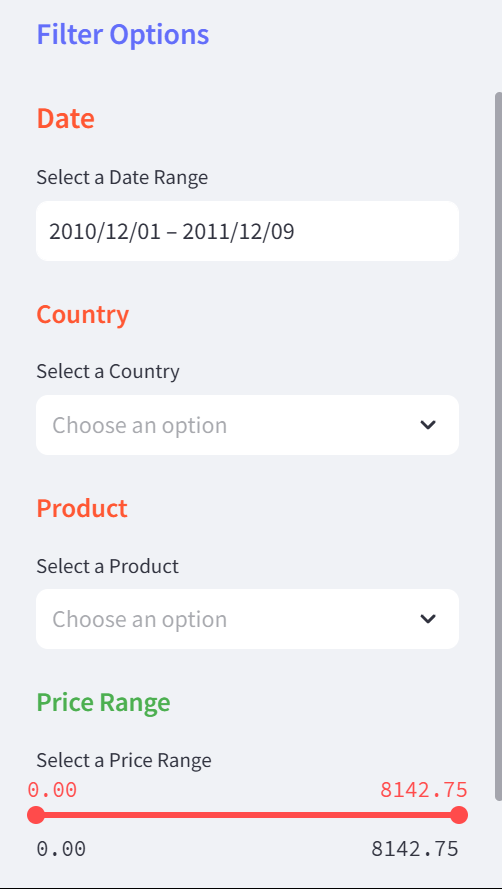 Filter Options
Date
Select a Date Range
2010/12/01 – 2011/12/09
Country
Select a Country
Choose an option
Product
Select a Product
Choose an option
Price Range
Select a Price Range
0.00 8142.75
0.00 8142.75